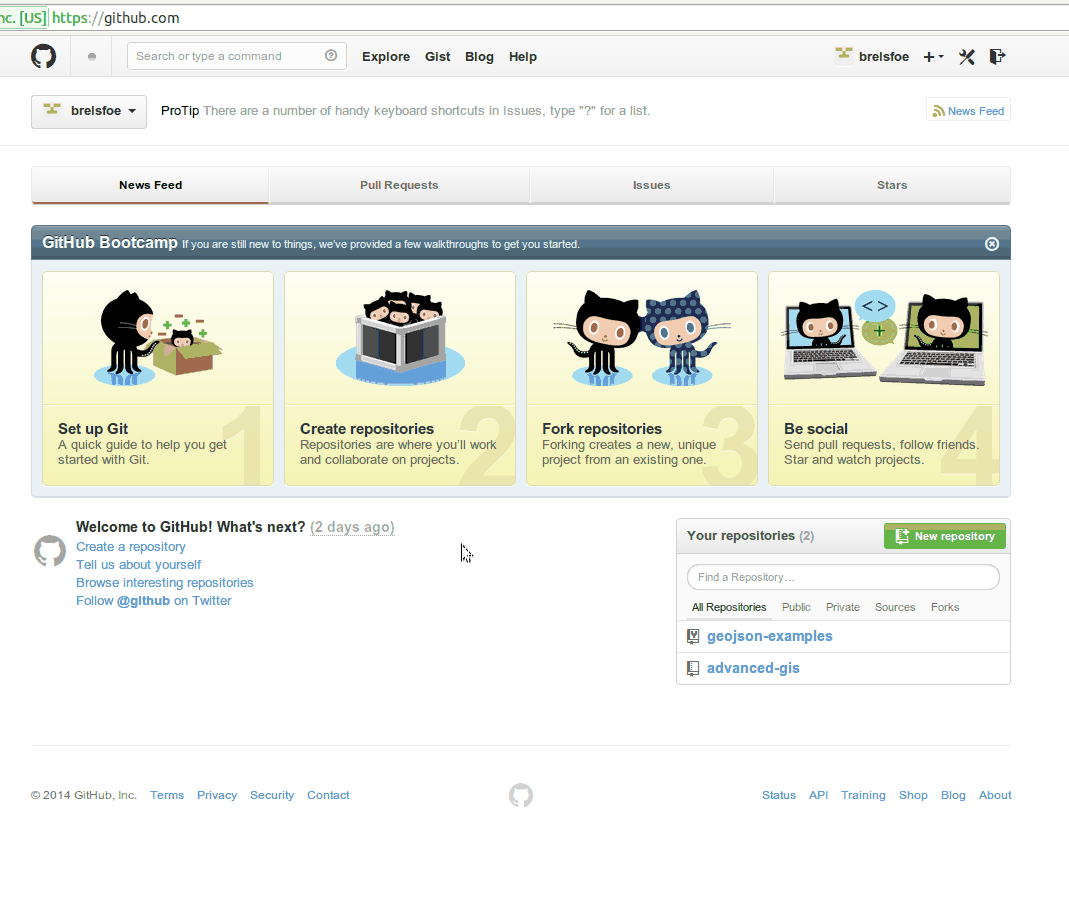 nc. [US] https://github.com
Search or type a command
Explore Gist Blog Help
brelsfoe
brelsfoe
ProTip There are a number of handy keyboard shortcuts in Issues, type "?" for a list.
News Feed
News Feed Pull Requests Issues Stars
GitHub Bootcamp If you are still new to things, we've provided a few walkthroughs to get you started.
1
Set up Git
A quick guide to help you get
started with Git.
2
Create repositories
Repositories are where you'll work
and collaborate on projects.
3
Fork repositories
Forking creates a new, unique
project from an existing one.
< >
4
Be social
Send pull requests, follow friends.
Star and watch projects.
Welcome to GitHub! What's next? (2 days ago)
Create a repository
Tell us about yourself
Browse interesting repositories
Follow @github on Twitter
Your repositories (2)
New repository
Find a Repository…
All Repositories Public Private Sources Forks
geojson-examples
advanced-gis
© 2014 GitHub, Inc. Terms Privacy Security Contact
Status API Training Shop Blog About